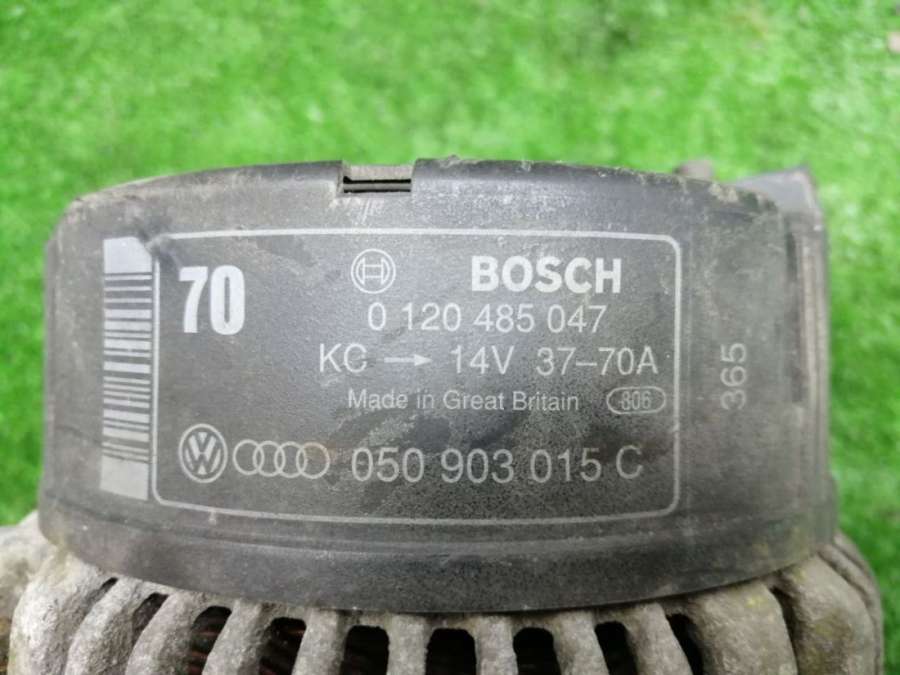 70
BOSCH
0 120 485 047
KC → 14V 37–70A
Made in Great Britain 806
050 903 015 C
365